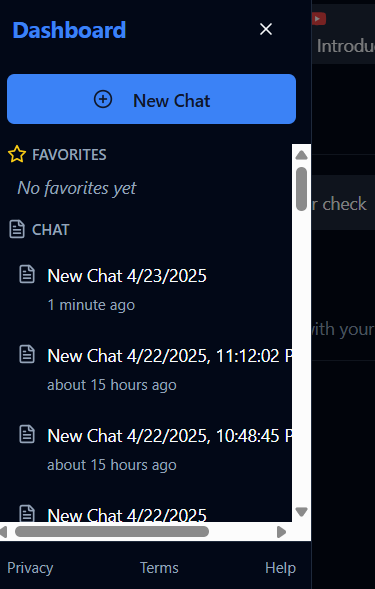 Dashboard
New Chat
FAVORITES
No favorites yet
CHAT
New Chat 4/23/2025
1 minute ago
New Chat 4/22/2025, 11:12:02 P
about 15 hours ago
New Chat 4/22/2025, 10:48:45 P
about 15 hours ago
New Chat 4/22/2025
Privacy Terms Help
Introdu
r check
with your